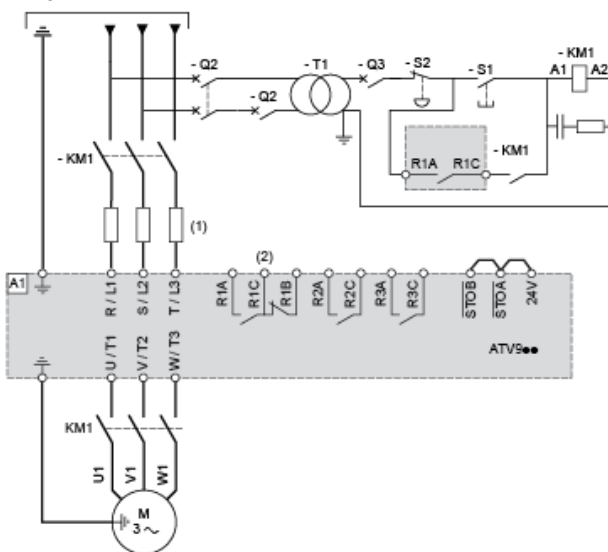 - Q2
- T1
- Q3
- S2
- S1
- KM1
A1
A2
- Q2
- KM1
R1A
R1C
- KM1
(1)
(2)
A1
R / L1
S / L2
T / L3
R1A
R1C
R1B
R2A
R2C
R3A
R3C
STOB
STOA
24V
U / T1
V / T2
W / T3
ATV9●●
KM1
U1
V1
W1
M
3 ~